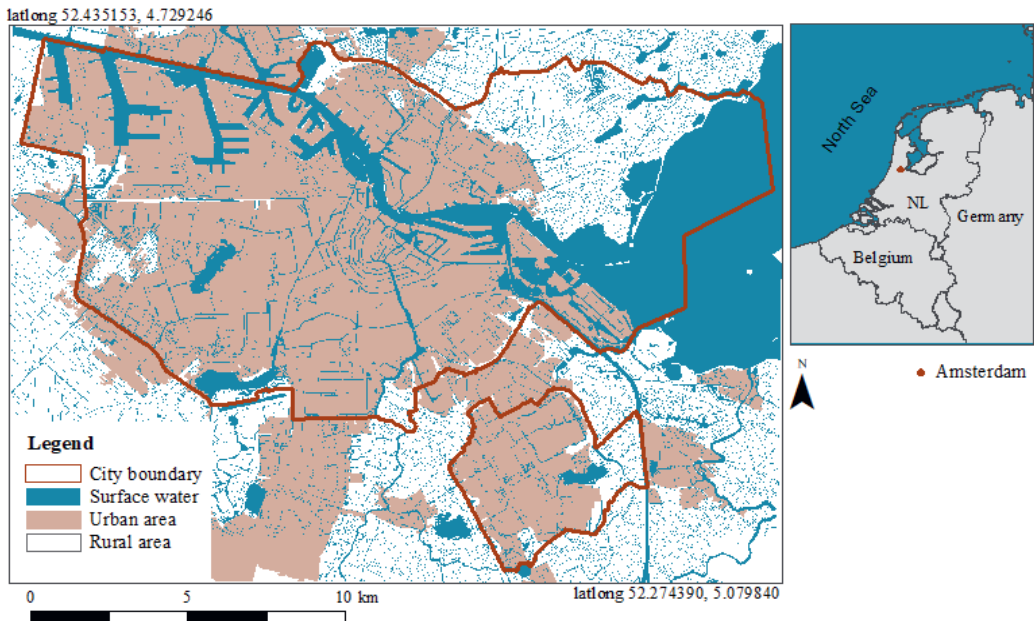 latlong 52.435153, 4.729246
North Sea
NL
Germany
Belgium
N
Amsterdam
Legend
City boundary
Surface water
Urban area
Rural area
latlong 52.274390, 5.079840
0 5 10 km